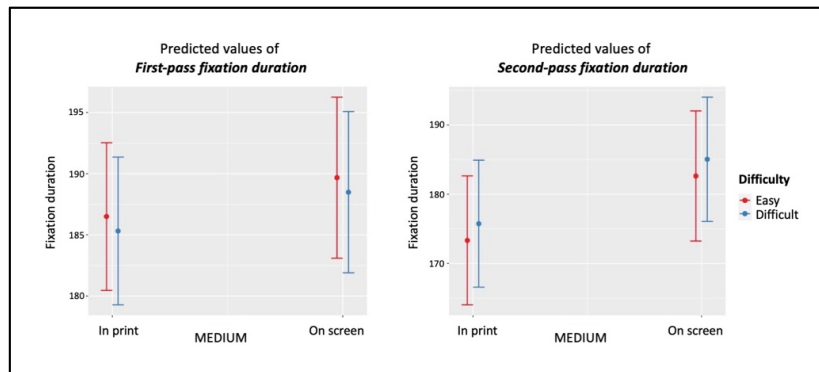 Predicted values of
First-pass fixation duration
Fixation duration
195
190
185
180
In print
On screen
MEDIUM
Predicted values of
Second-pass fixation duration
Fixation duration
190
180
170
In print
On screen
MEDIUM
Difficulty
Easy
Difficult